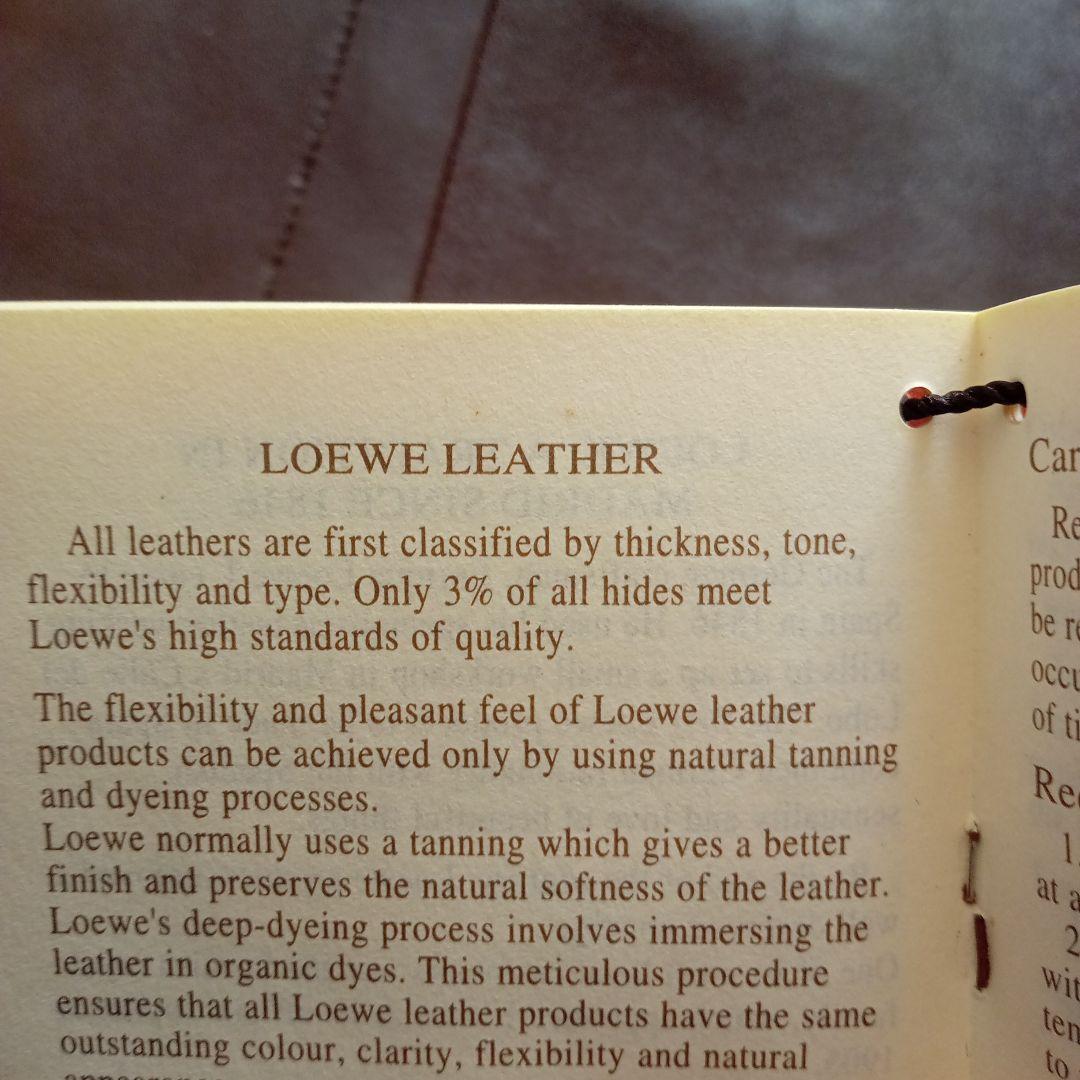 LOEWE LEATHER
All leathers are first classified by thickness, tone,
flexibility and type. Only 3% of all hides meet
Loewe's high standards of quality.
The flexibility and pleasant feel of Loewe leather
products can be achieved only by using natural tanning
and dyeing processes.
Loewe normally uses a tanning which gives a better
finish and preserves the natural softness of the leather.
Loewe's deep-dyeing process involves immersing the
leather in organic dyes. This meticulous procedure
ensures that all Loewe leather products have the same
outstanding colour, clarity, flexibility and natural
1
at a
2
to